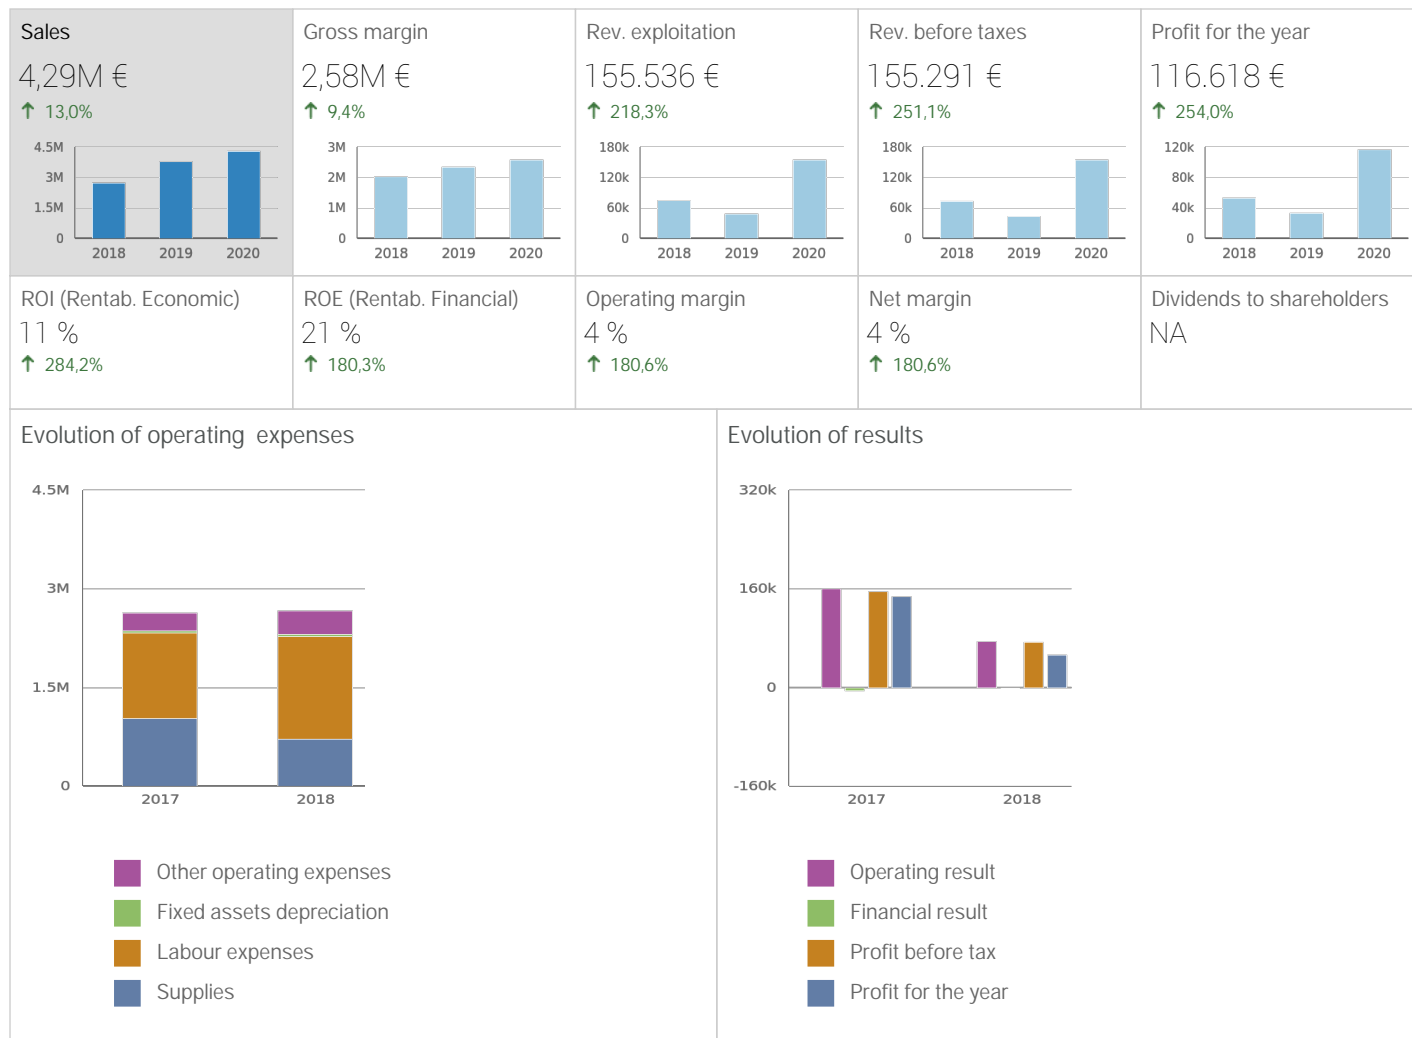 Sales
4,29M €
↑ 13,0%
4.5M
3M
1.5M
0
2018 2019 2020
Gross margin
2,58M €
↑ 9,4%
3M
2M
1M
0
2018 2019 2020
Rev. exploitation
155.536 €
↑ 218,3%
180k
120k
60k
0
2018 2019 2020
Rev. before taxes
155.291 €
↑ 251,1%
180k
120k
60k
0
2018 2019 2020
Profit for the year
116.618 €
↑ 254,0%
120k
80k
40k
0
2018 2019 2020
ROI (Rentab. Economic)
11 %
↑ 284,2%
ROE (Rentab. Financial)
21 %
↑ 180,3%
Operating margin
4 %
↑ 180,6%
Net margin
4 %
↑ 180,6%
Dividends to shareholders
NA
Evolution of operating expenses
4.5M
3M
1.5M
0
2017 2018
Other operating expenses
Fixed assets depreciation
Labour expenses
Supplies
Evolution of results
320k
160k
0
-160k
2017 2018
Operating result
Financial result
Profit before tax
Profit for the year